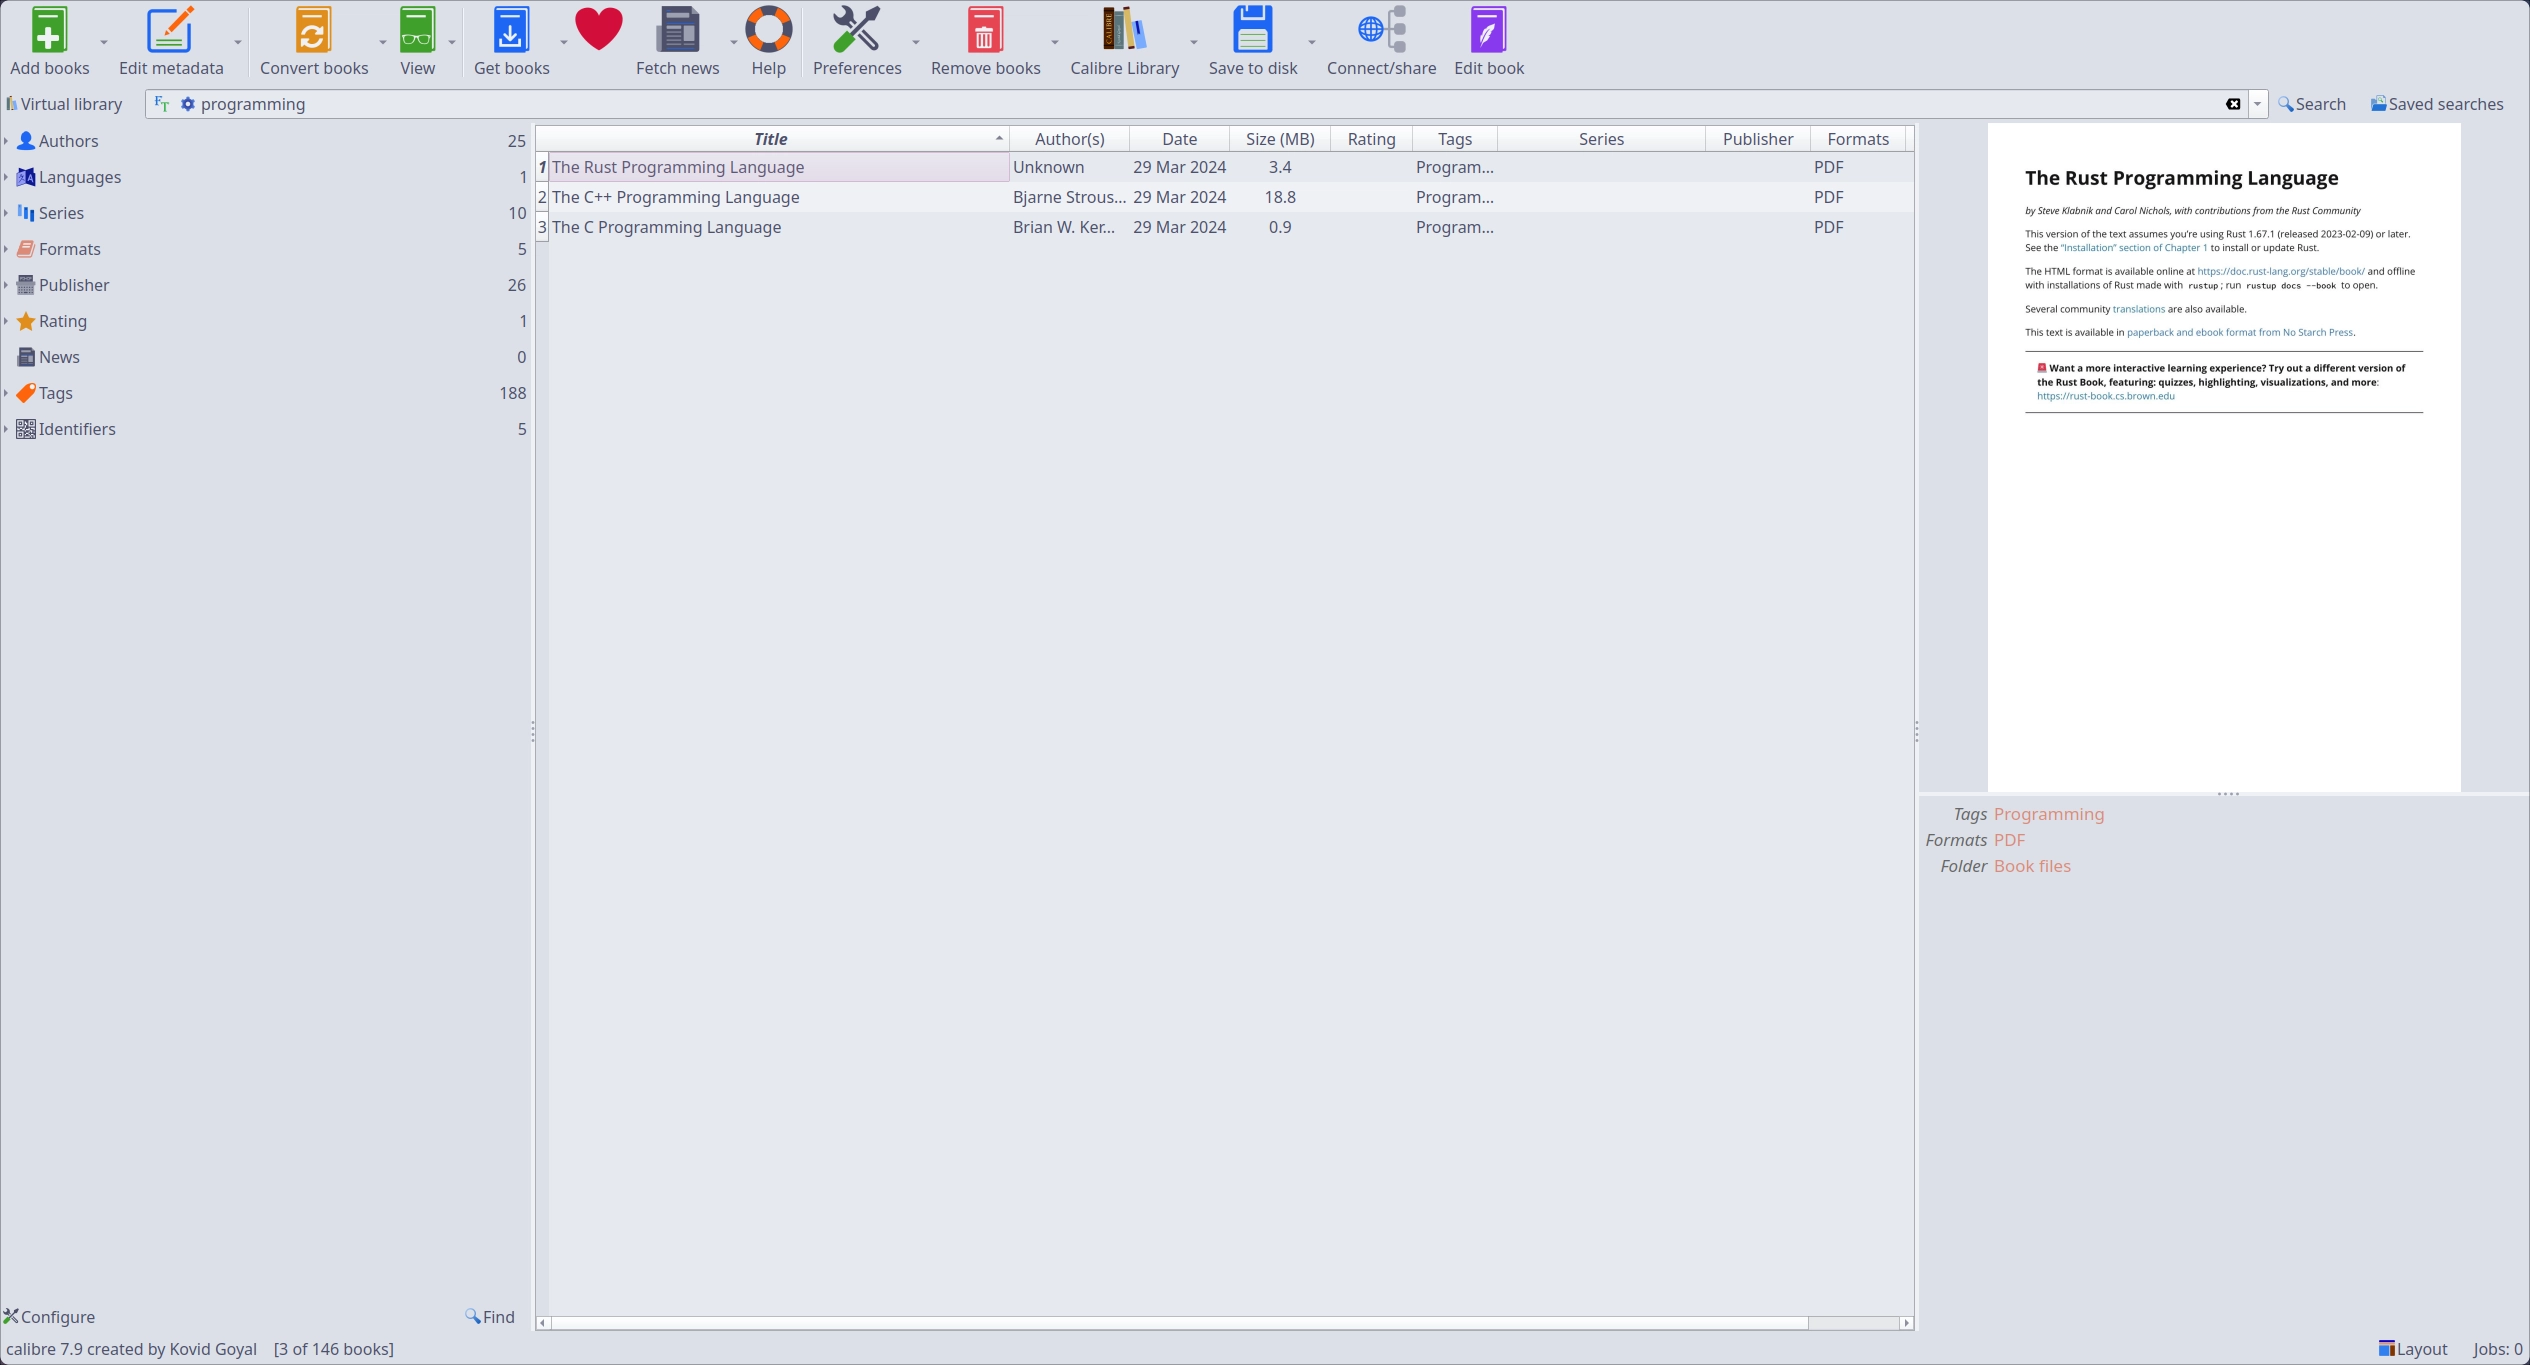 Add books Edit metadata Convert books View Get books Fetch news Help Preferences Remove books Calibre Library Save to disk Connect/share Edit book
Virtual library programming Search Saved searches
Authors 25
Languages 1
Series 10
Formats 5
Publisher 26
Rating 1
News 0
Tags 188
Identifiers 5
Configure Find
Title Author(s) Date Size (MB) Rating Tags Series Publisher Formats
1 The Rust Programming Language Unknown 29 Mar 2024 3.4 Program... PDF
2 The C++ Programming Language Bjarne Strous... 29 Mar 2024 18.8 Program... PDF
3 The C Programming Language Brian W. Ker... 29 Mar 2024 0.9 Program... PDF
The Rust Programming Language
by Steve Klabnik and Carol Nichols, with contributions from the Rust Community
This version of the text assumes you're using Rust 1.67.1 (released 2023-02-09) or later.
See the "Installation" section of Chapter 1 to install or update Rust.
The HTML format is available online at https://doc.rust-lang.org/stable/book/ and offline
with installations of Rust made with rustup; run rustup docs --book to open.
Several community translations are also available.
This text is available in paperback and ebook format from No Starch Press.
🚨 Want a more interactive learning experience? Try out a different version of
the Rust Book, featuring: quizzes, highlighting, visualizations, and more:
https://rust-book.cs.brown.edu
Tags Programming
Formats PDF
Folder Book files
calibre 7.9 created by Kovid Goyal [3 of 146 books] Layout Jobs: 0